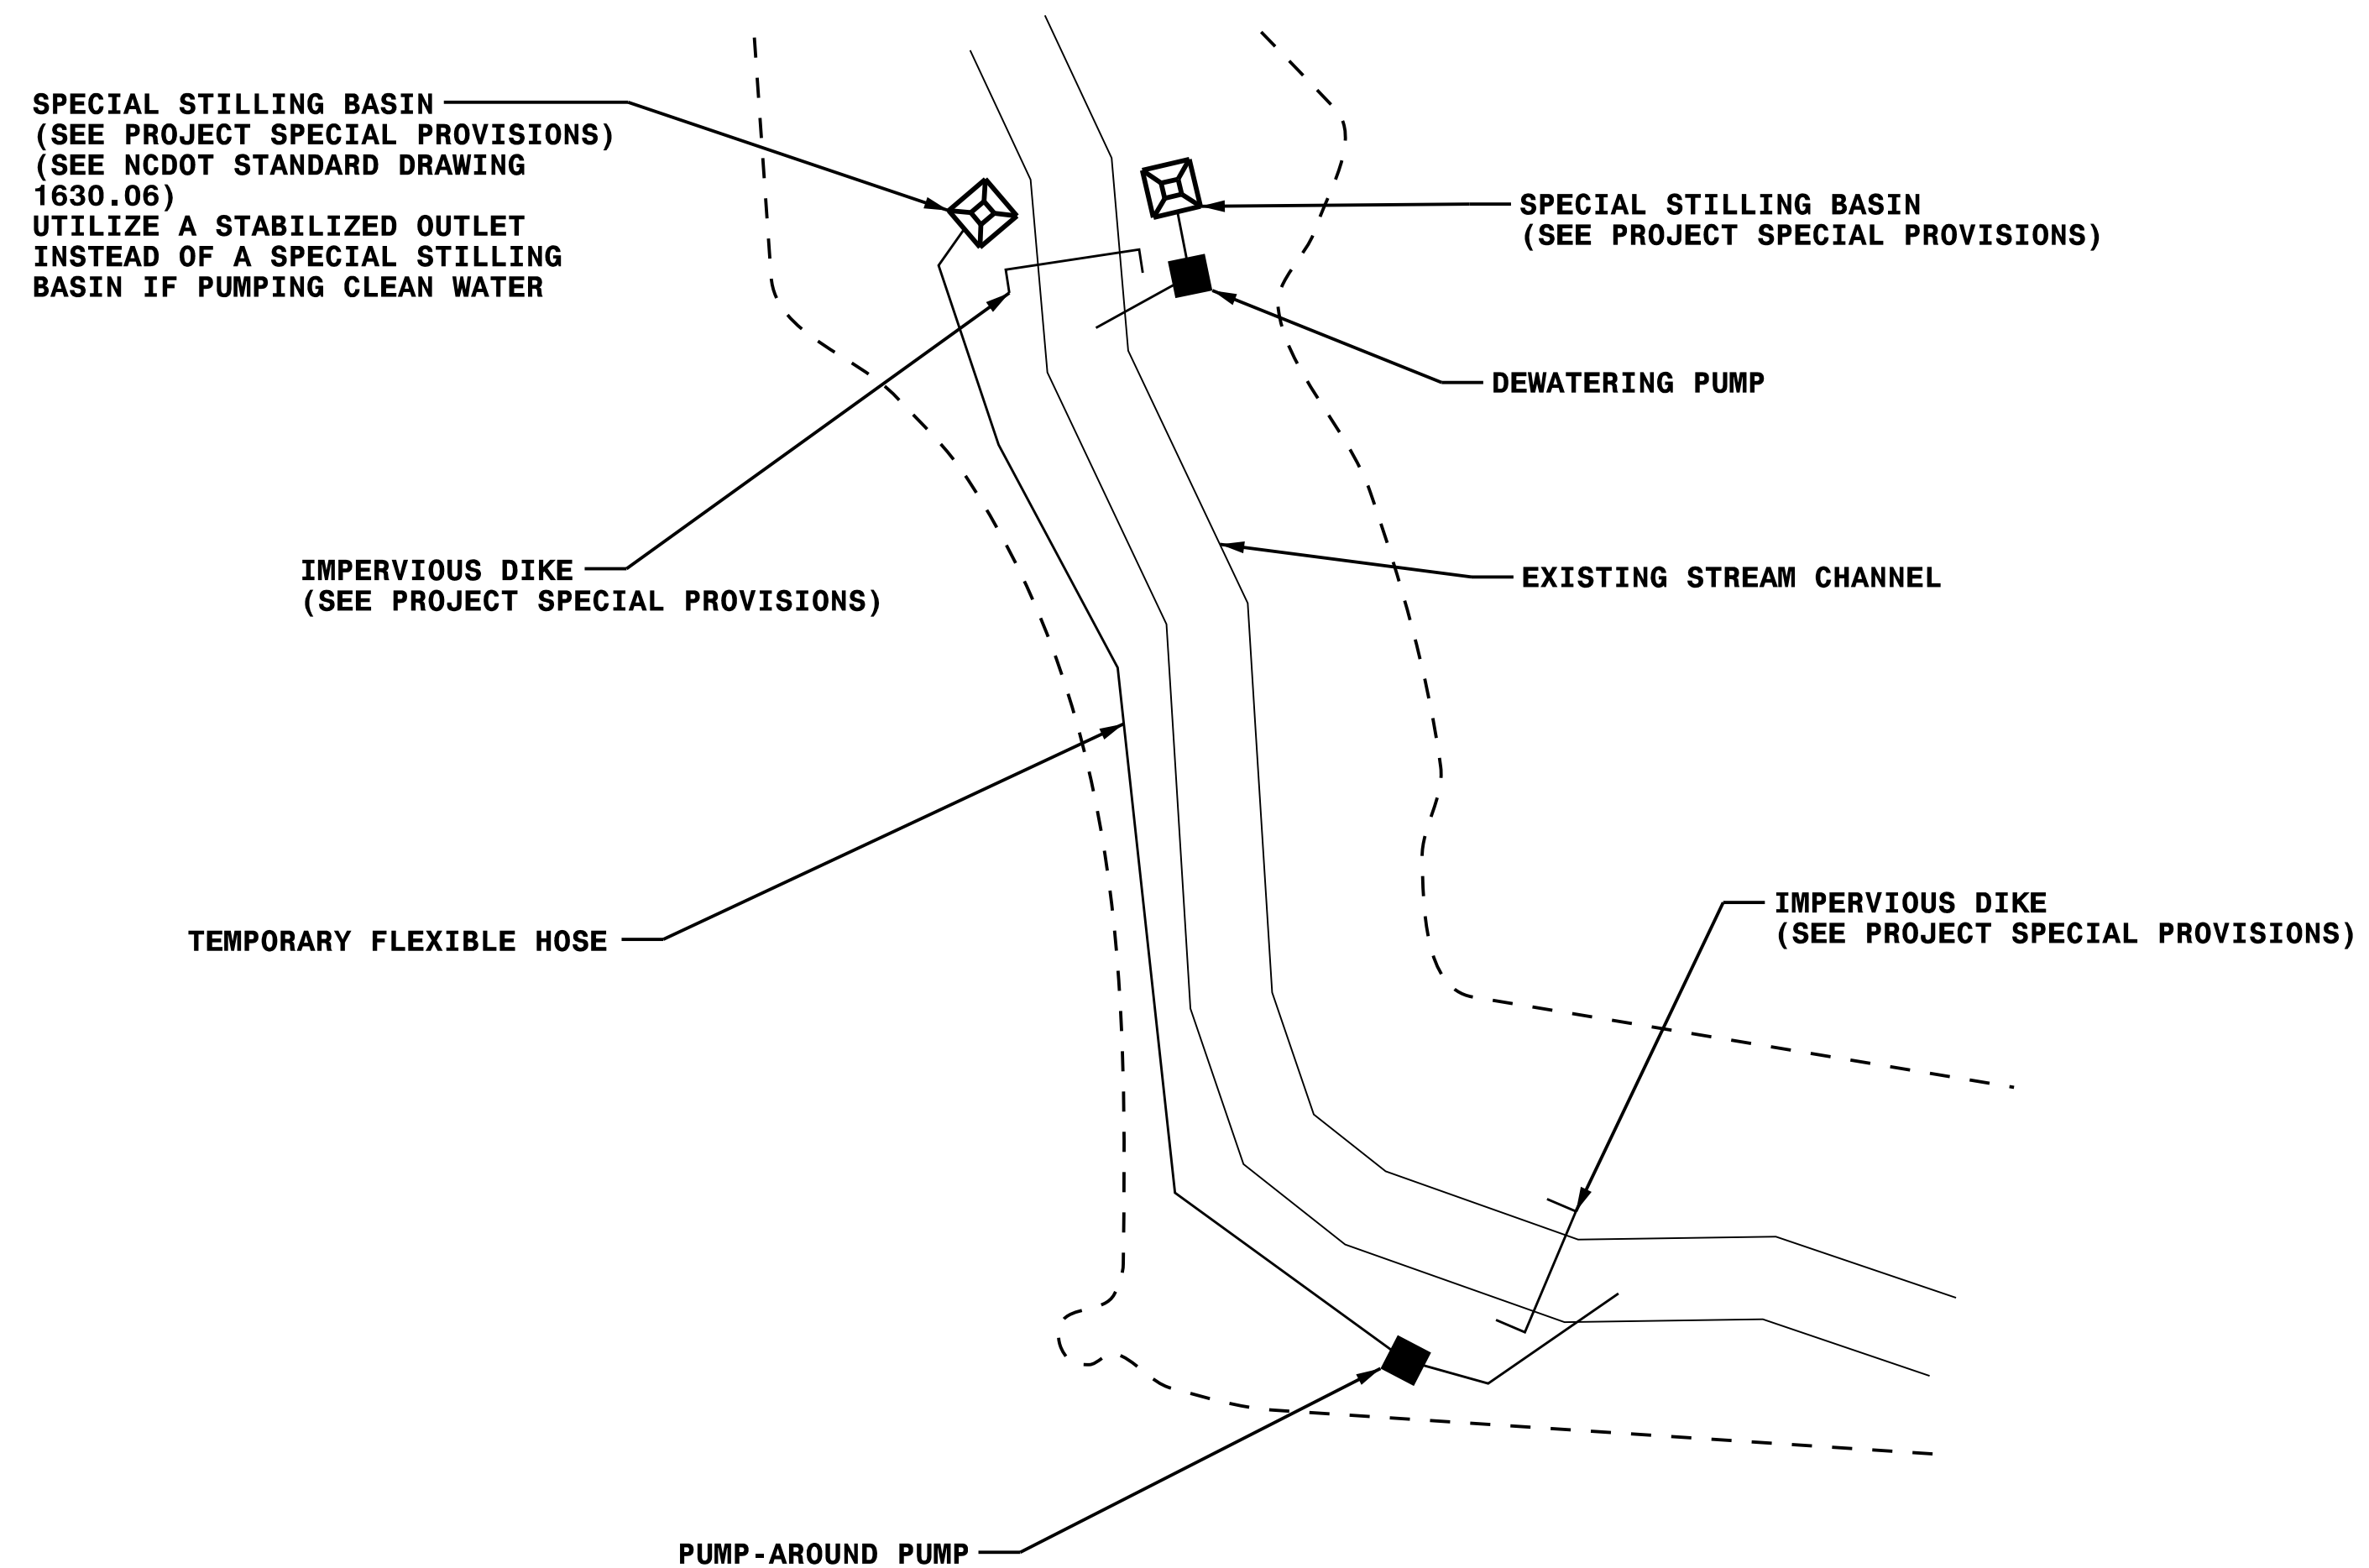 SPECIAL STILLING BASIN
(SEE PROJECT SPECIAL PROVISIONS)
(SEE NCDOT STANDARD DRAWING
1630.06)
UTILIZE A STABILIZED OUTLET
INSTEAD OF A SPECIAL STILLING
BASIN IF PUMPING CLEAN WATER
SPECIAL STILLING BASIN
(SEE PROJECT SPECIAL PROVISIONS)
DEWATERING PUMP
IMPERVIOUS DIKE
(SEE PROJECT SPECIAL PROVISIONS)
EXISTING STREAM CHANNEL
TEMPORARY FLEXIBLE HOSE
IMPERVIOUS DIKE
(SEE PROJECT SPECIAL PROVISIONS)
PUMP-AROUND PUMP